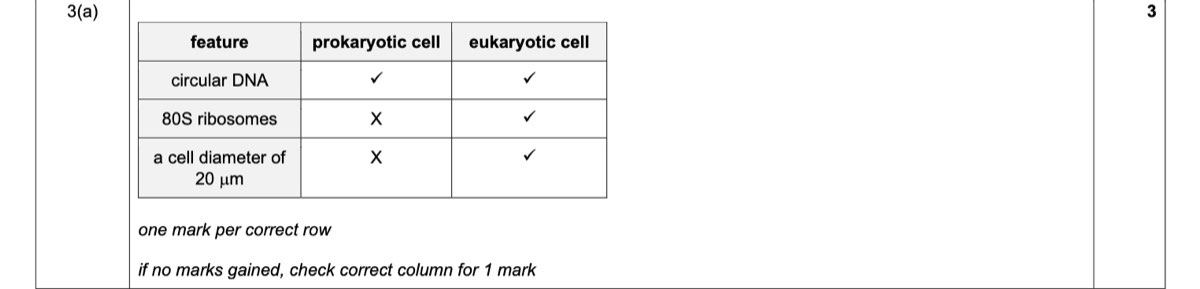 3(a) 3
feature prokaryotic cell eukaryotic cell
circular DNA ✓ ✓
80S ribosomes X ✓
a cell diameter of X ✓
20 μm
one mark per correct row
if no marks gained, check correct column for 1 mark